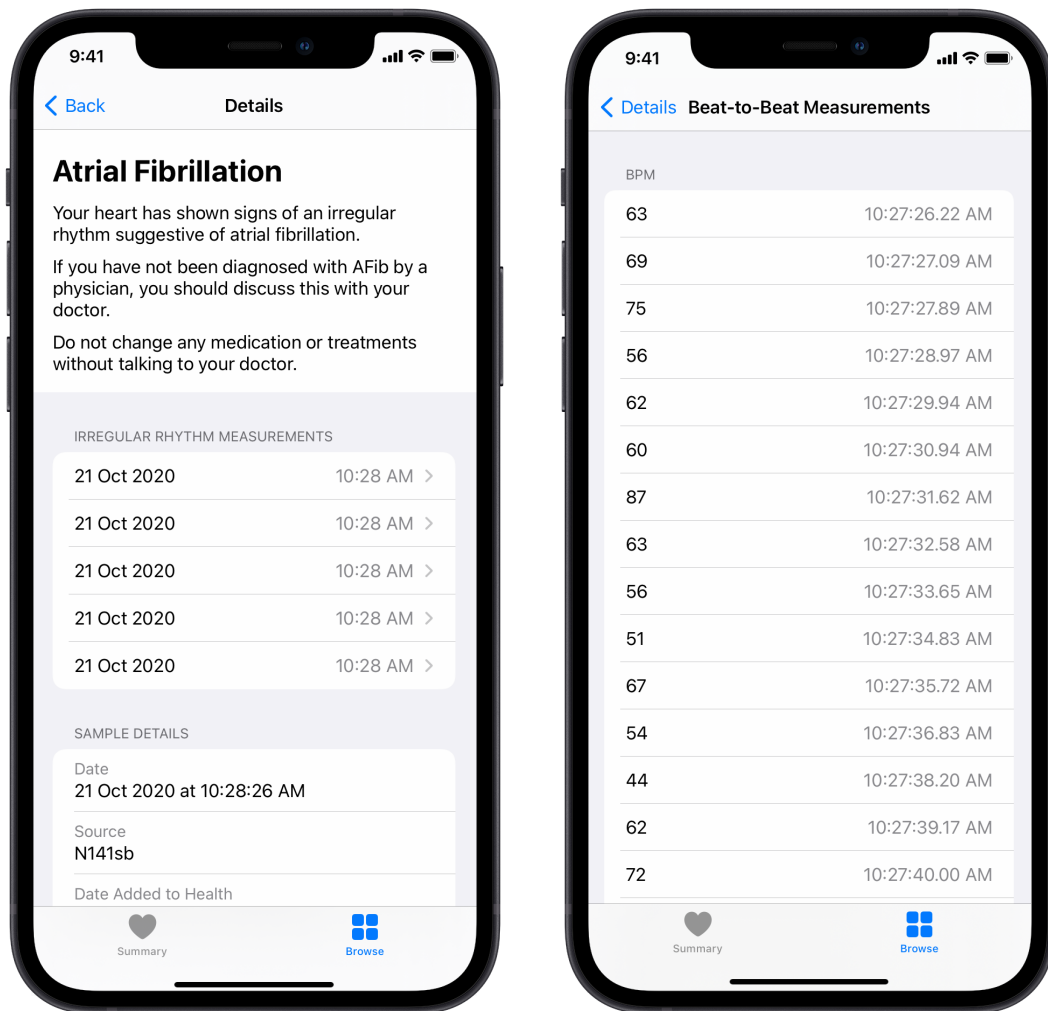 9:41
Back
Details
Atrial Fibrillation
Your heart has shown signs of an irregular
rhythm suggestive of atrial fibrillation.
If you have not been diagnosed with AFib by a
physician, you should discuss this with your
doctor.
Do not change any medication or treatments
without talking to your doctor.
IRREGULAR RHYTHM MEASUREMENTS
21 Oct 2020 10:28 AM
21 Oct 2020 10:28 AM
21 Oct 2020 10:28 AM
21 Oct 2020 10:28 AM
21 Oct 2020 10:28 AM
SAMPLE DETAILS
Date
21 Oct 2020 at 10:28:26 AM
Source
N141sb
Date Added to Health
Summary
Browse
9:41
Details
Beat-to-Beat Measurements
BPM
63 10:27:26.22 AM
69 10:27:27.09 AM
75 10:27:27.89 AM
56 10:27:28.97 AM
62 10:27:29.94 AM
60 10:27:30.94 AM
87 10:27:31.62 AM
63 10:27:32.58 AM
56 10:27:33.65 AM
51 10:27:34.83 AM
67 10:27:35.72 AM
54 10:27:36.83 AM
44 10:27:38.20 AM
62 10:27:39.17 AM
72 10:27:40.00 AM
Summary
Browse